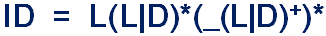 ID = L(L|D)*(_(L|D)⁺)*